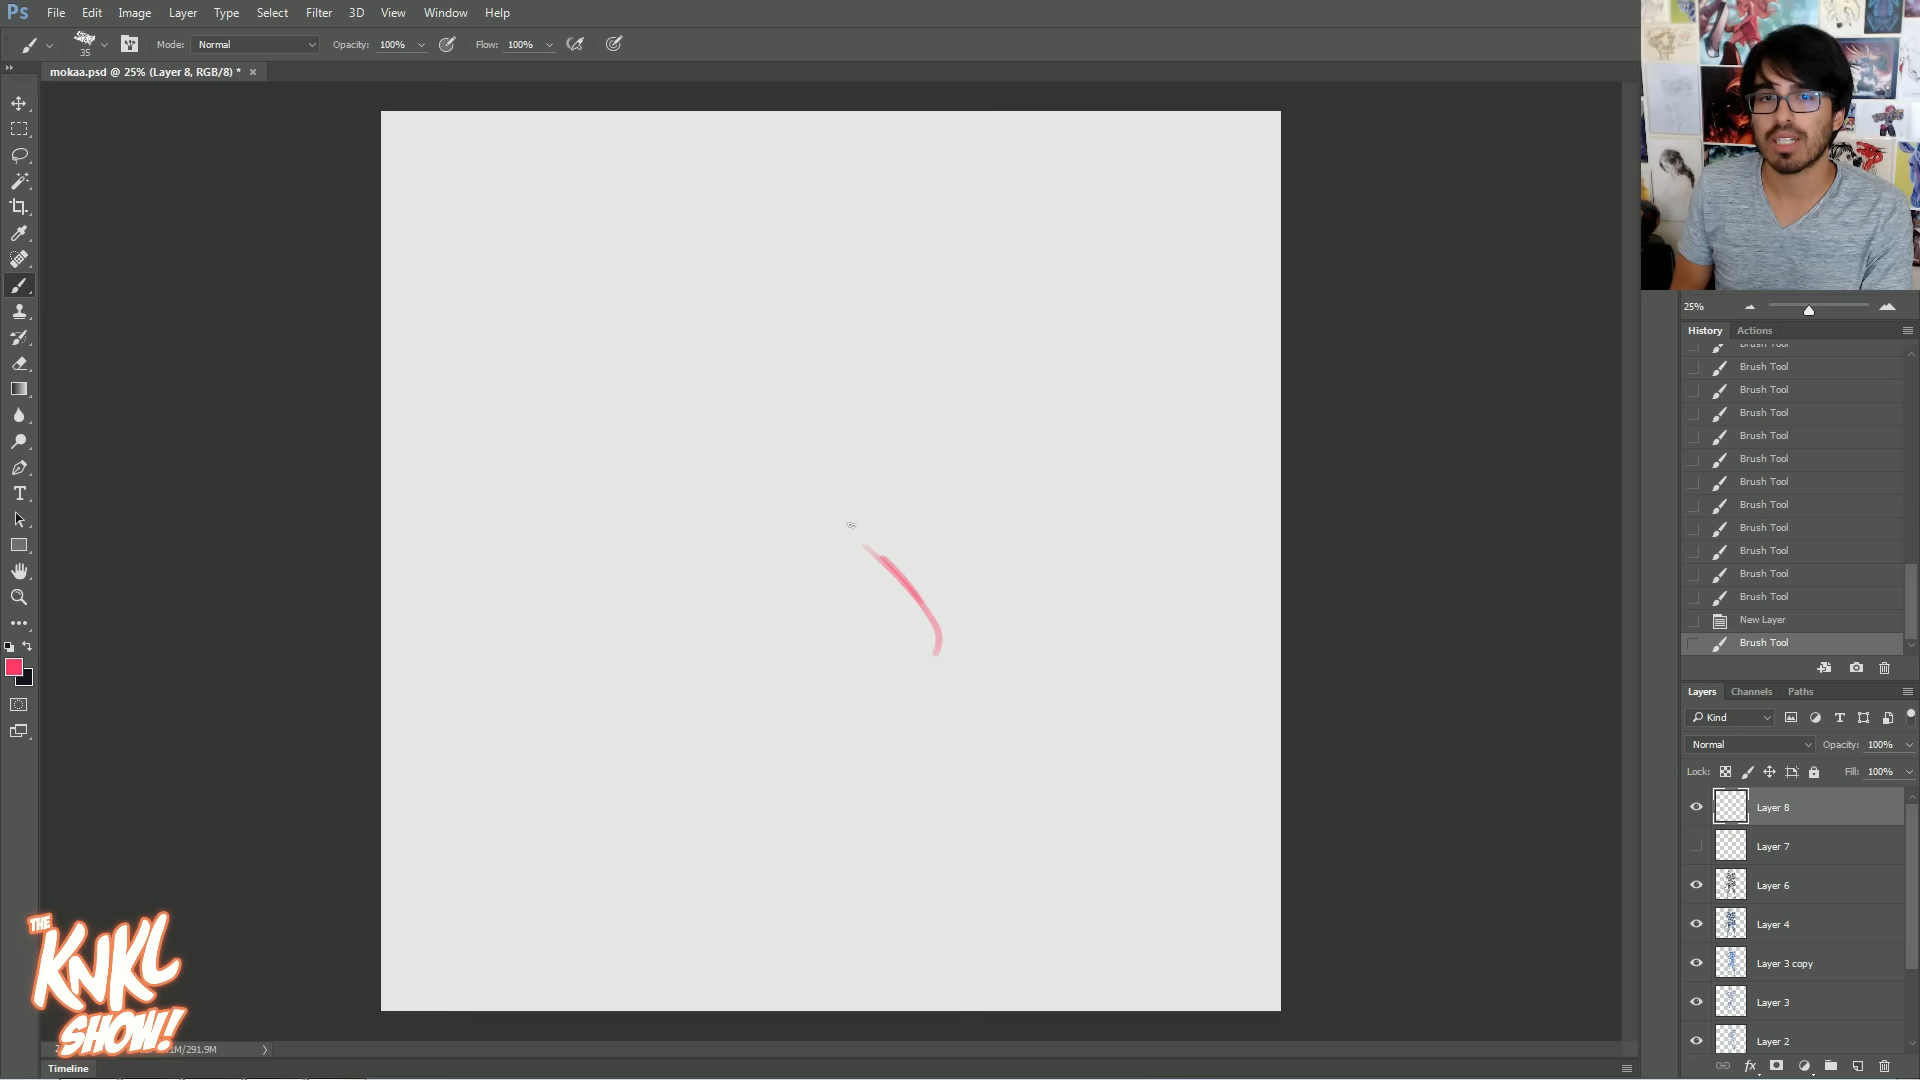 Ps File Edit Image Layer Type Select Filter 3D View Window Help
35 Mode: Normal Opacity: 100% Flow: 100%
mokaa.psd @ 25% (Layer 8, RGB/8) *
25%
History Actions
Brush Tool
Brush Tool
Brush Tool
Brush Tool
Brush Tool
Brush Tool
Brush Tool
Brush Tool
Brush Tool
Brush Tool
Brush Tool
Brush Tool
New Layer
Brush Tool
Layers Channels Paths
Kind
Normal Opacity: 100%
Lock: Fill: 100%
Layer 8
Layer 7
Layer 6
Layer 4
Layer 3 copy
Layer 3
Layer 2
THE
KNKL
SHOW!
Timeline